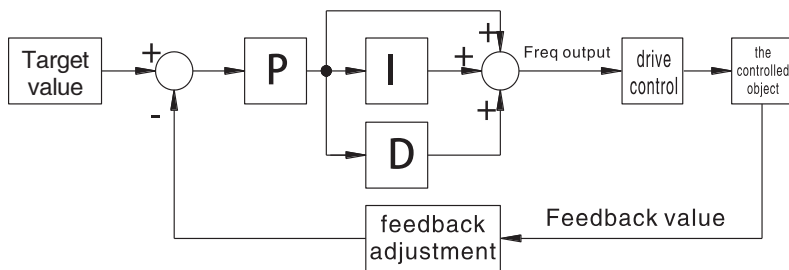 Target
value
+
-
P
I
D
+
+
+
Freq output
drive
control
the
controlled
object
Feedback value
feedback
adjustment